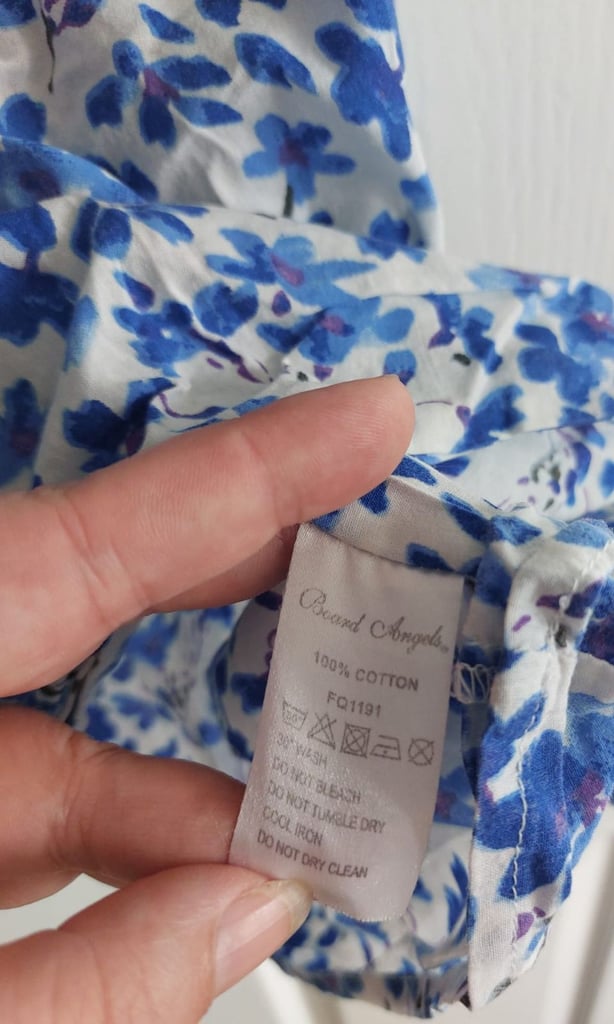 Board Angels®
100% COTTON
FQ1191
30°
30° WASH
DO NOT BLEACH
DO NOT TUMBLE DRY
COOL IRON
DO NOT DRY CLEAN